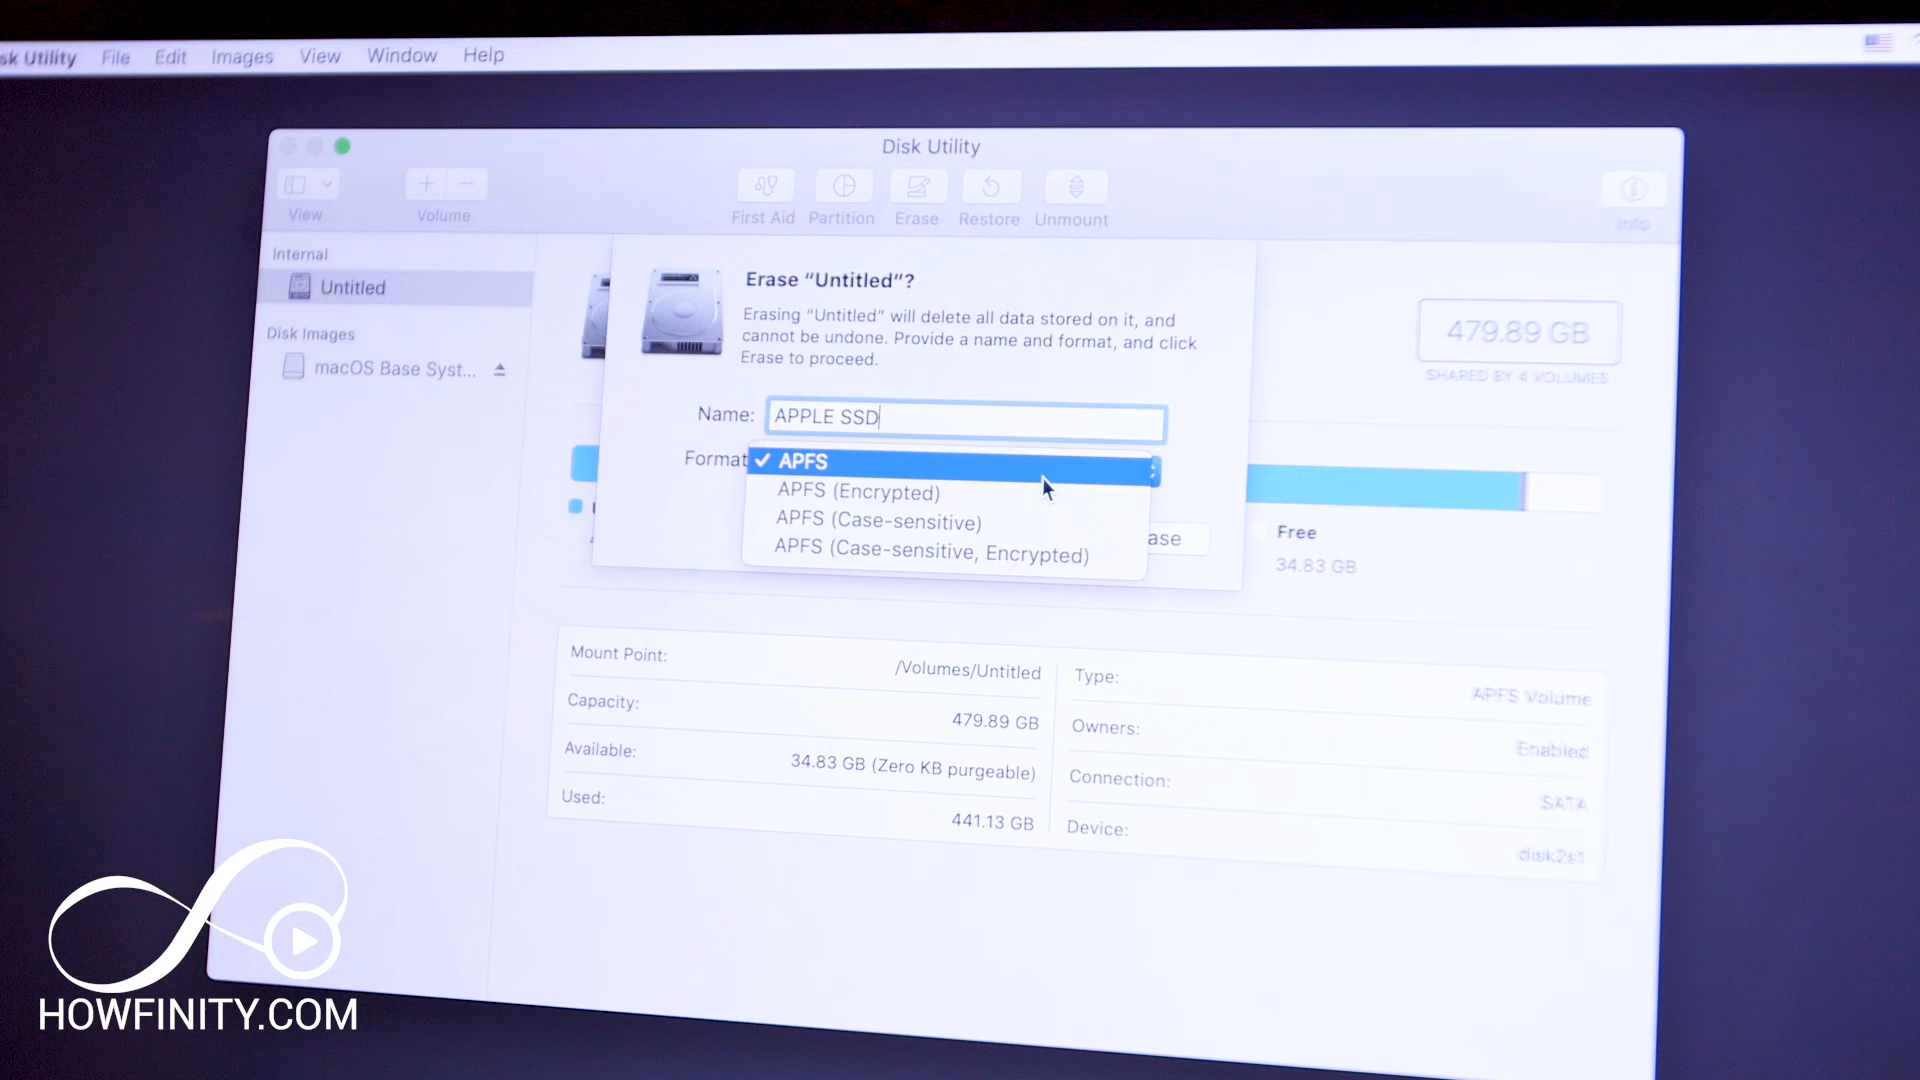 sk Utility File Edit Images View Window Help
Disk Utility
View Volume First Aid Partition Erase Restore Unmount Info
Internal
Untitled
Disk Images
macOS Base Syst...
Erase “Untitled”?
Erasing “Untitled” will delete all data stored on it, and
cannot be undone. Provide a name and format, and click
Erase to proceed.
Name: APPLE SSD
Format
✓ APFS
APFS (Encrypted)
APFS (Case-sensitive)
APFS (Case-sensitive, Encrypted)
ase
479.89 GB
SHARED BY 4 VOLUMES
Free
34.83 GB
Mount Point: /Volumes/Untitled
Capacity: 479.89 GB
Available: 34.83 GB (Zero KB purgeable)
Used: 441.13 GB
Type: APFS Volume
Owners: Enabled
Connection: SATA
Device: disk2s1
HOWFINITY.COM